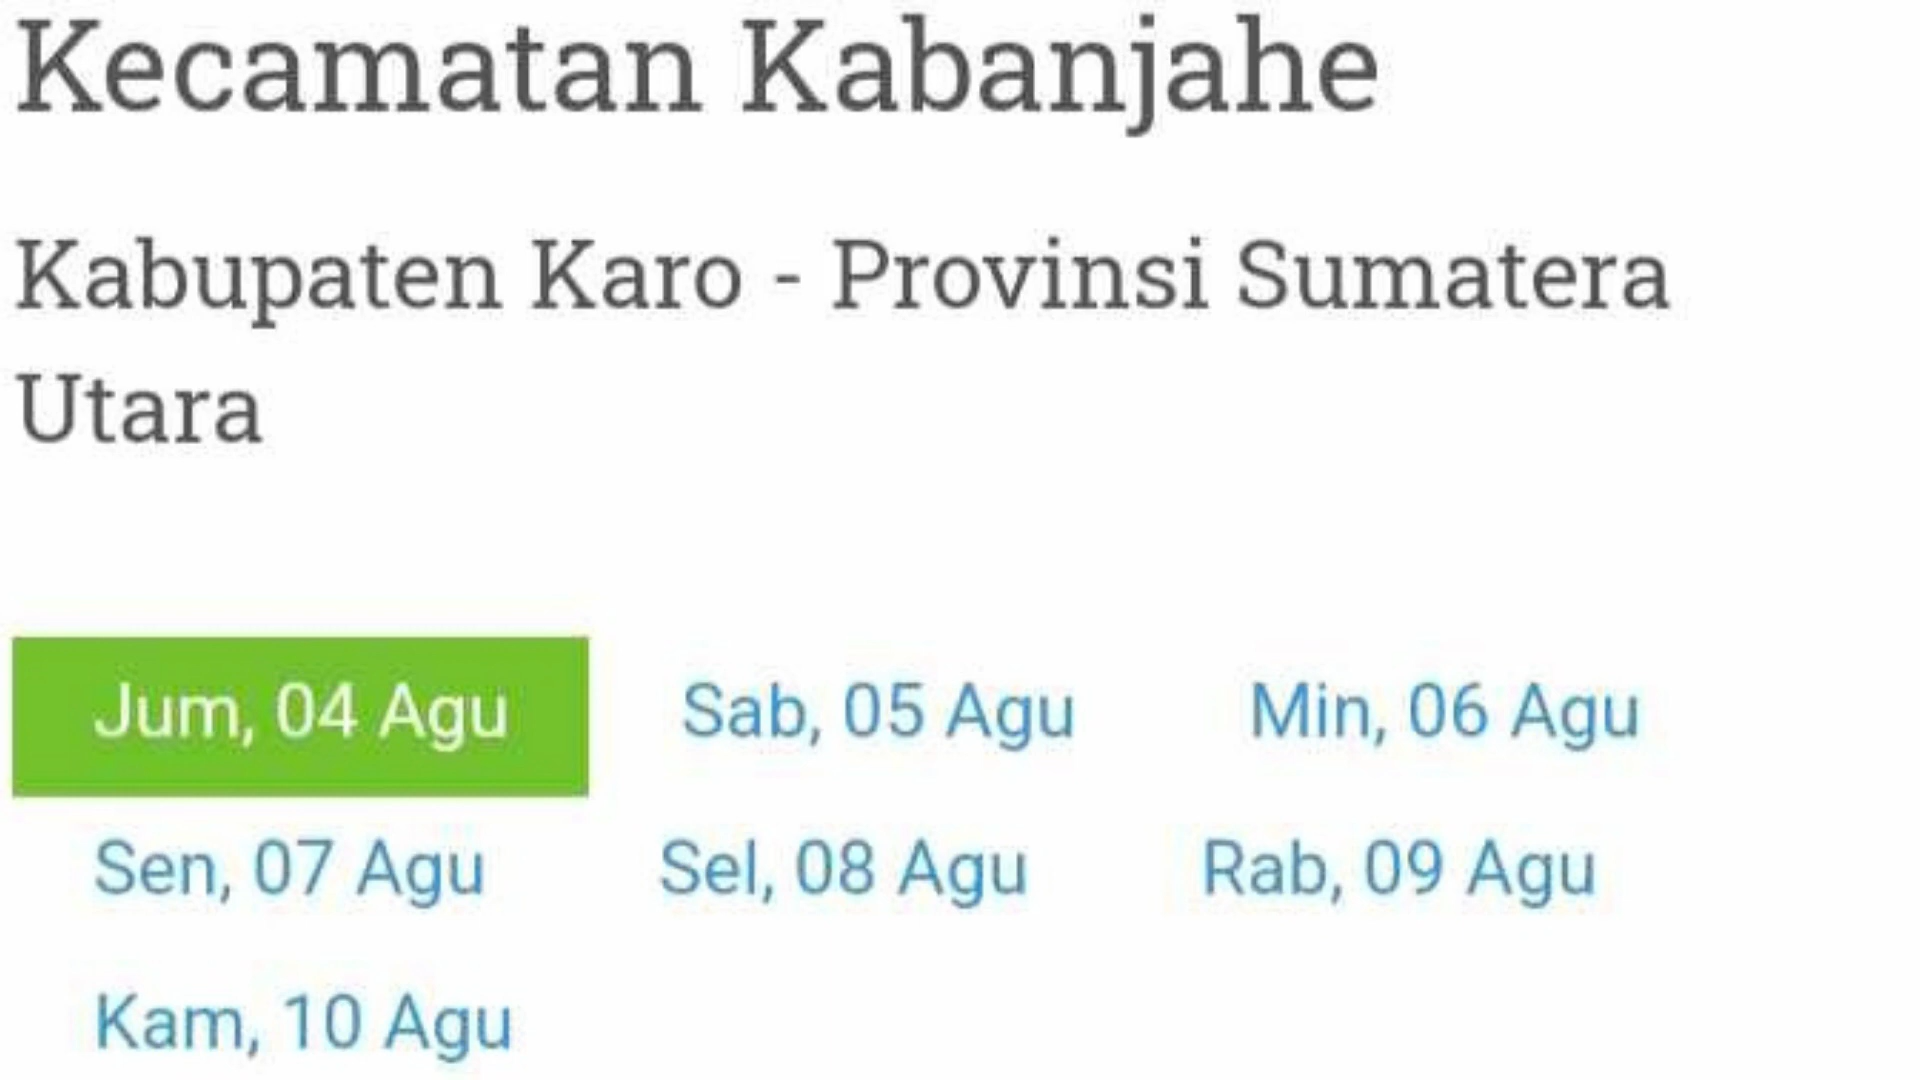 Kecamatan Kabanjahe
Kabupaten Karo - Provinsi Sumatera
Utara
Jum, 04 Agu Sab, 05 Agu Min, 06 Agu
Sen, 07 Agu Sel, 08 Agu Rab, 09 Agu
Kam, 10 Agu